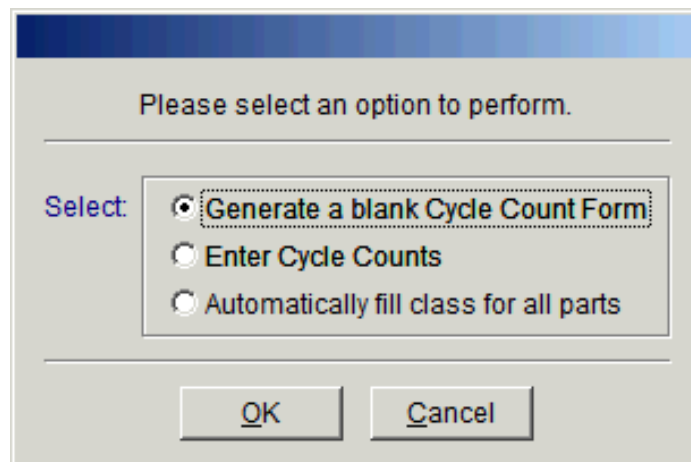 Please select an option to perform.
Select:
Generate a blank Cycle Count Form
Enter Cycle Counts
Automatically fill class for all parts
OK
Cancel